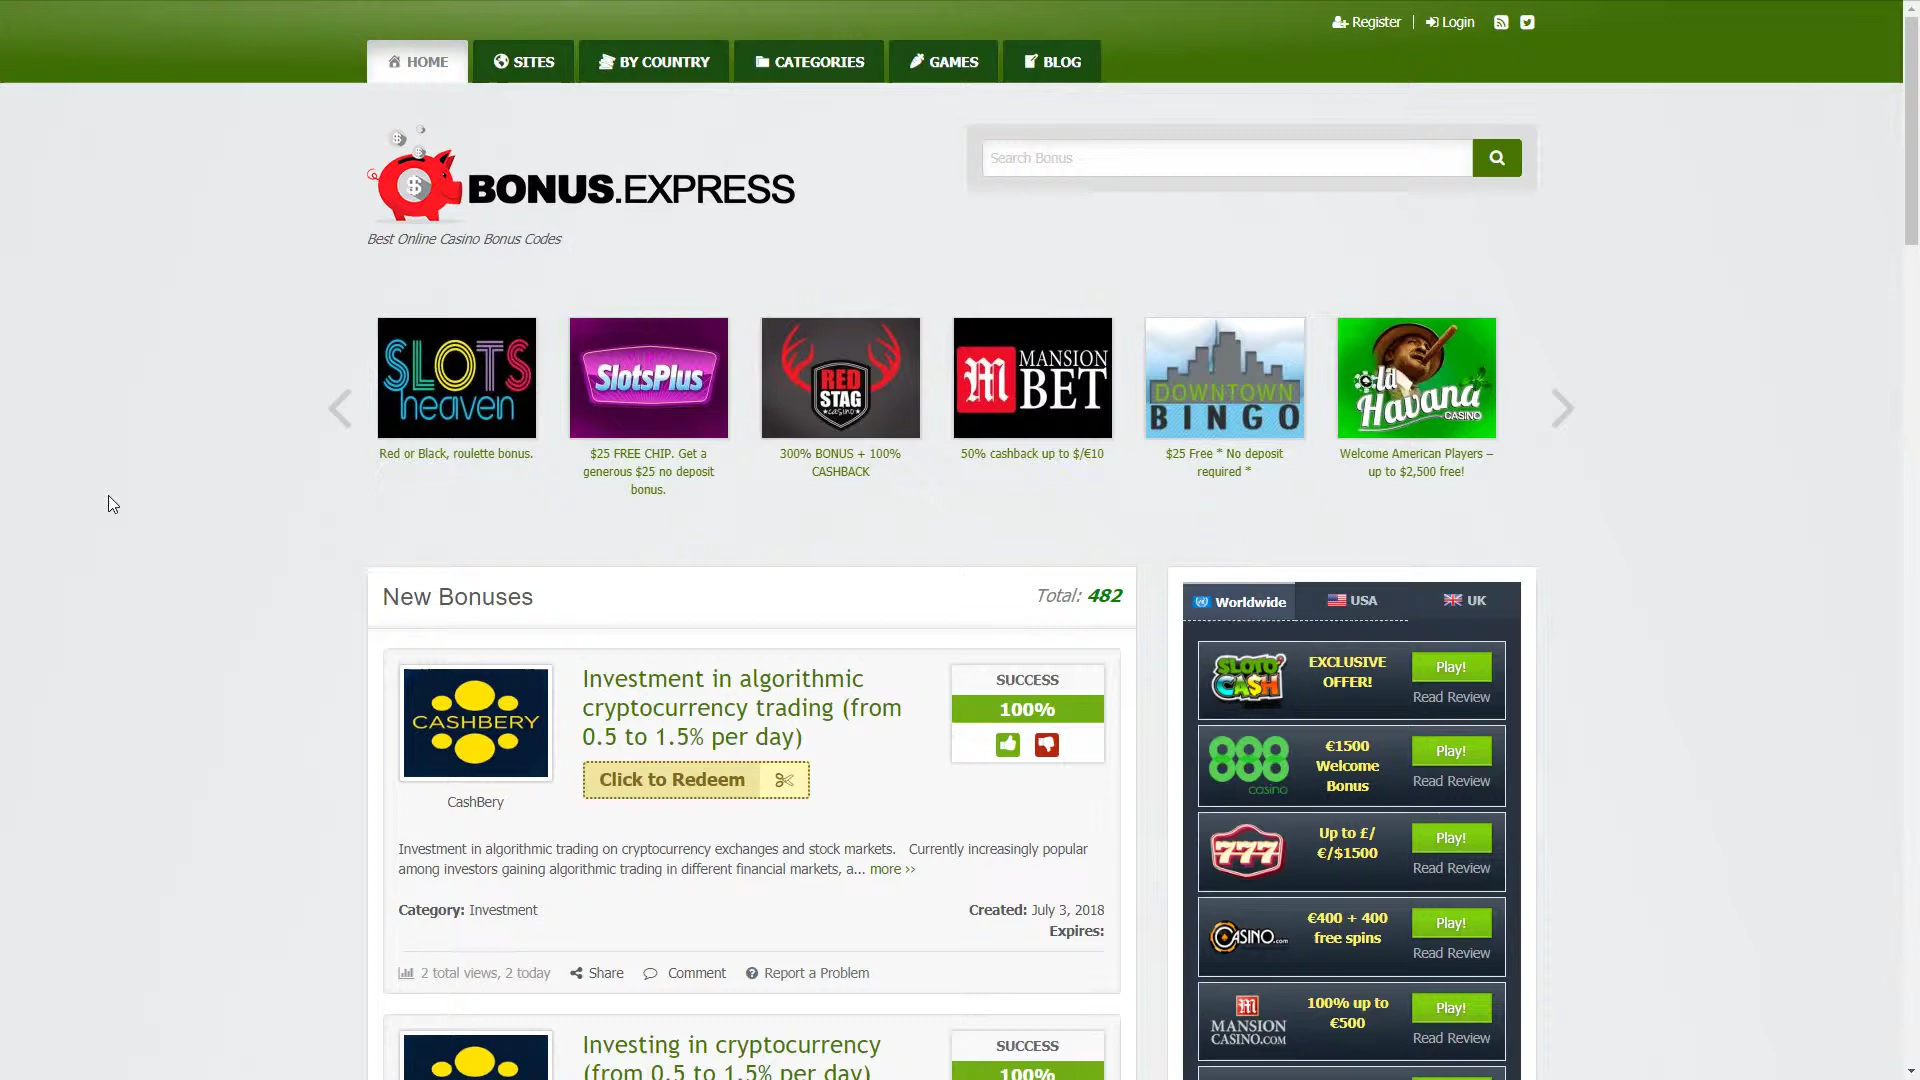 Register | Login
HOME SITES BY COUNTRY CATEGORIES GAMES BLOG
BONUS.EXPRESS
Best Online Casino Bonus Codes
Search Bonus
SLOTS
heaven
SlotsPlus
RED
STAG
casino
MANSION
BET
DOWNTOWN
BINGO
Old
Havana
CASINO
Red or Black, roulette bonus.
$25 FREE CHIP. Get a
generous $25 no deposit
bonus.
300% BONUS + 100%
CASHBACK
50% cashback up to $/€10
$25 Free * No deposit
required *
Welcome American Players –
up to $2,500 free!
New Bonuses
Total: 482
CASHBERY
CashBery
Investment in algorithmic
cryptocurrency trading (from
0.5 to 1.5% per day)
Click to Redeem
SUCCESS
100%
Investment in algorithmic trading on cryptocurrency exchanges and stock markets. Currently increasingly popular
among investors gaining algorithmic trading in different financial markets, a... more >>
Category: Investment
Created: July 3, 2018
Expires:
2 total views, 2 today Share Comment Report a Problem
Investing in cryptocurrency
(from 0.5 to 1.5% per day)
SUCCESS
100%
Worldwide USA UK
SLOTO
CASH
EXCLUSIVE
OFFER!
Play!
Read Review
888
casino
€1500
Welcome
Bonus
Play!
Read Review
777
Up to £/
€/$1500
Play!
Read Review
CASINO.com
€400 + 400
free spins
Play!
Read Review
M
MANSION
CASINO.COM
100% up to
€500
Play!
Read Review